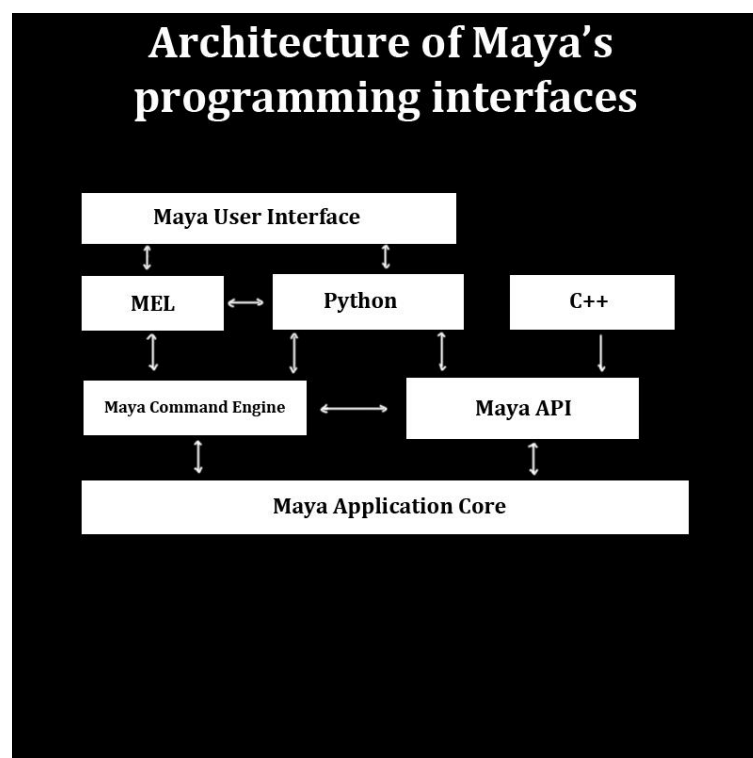 Architecture of Maya’s
programming interfaces
Maya User Interface
MEL
Python
C++
Maya Command Engine
Maya API
Maya Application Core